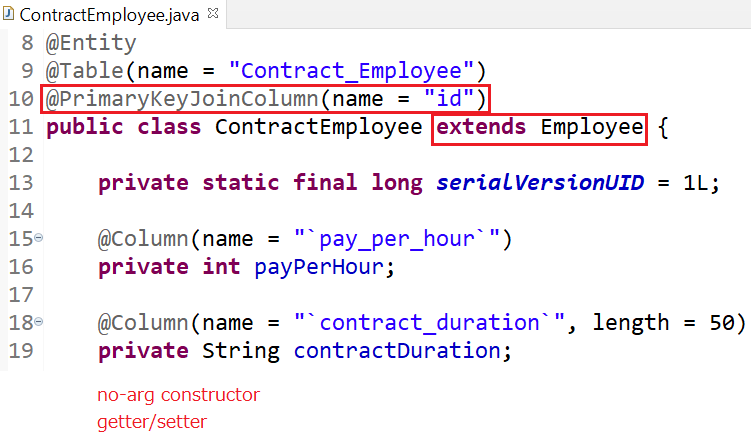 ContractEmployee.java
8 @Entity
9 @Table(name = "Contract_Employee")
10 @PrimaryKeyJoinColumn(name = "id")
11 public class ContractEmployee extends Employee {
12
13 private static final long serialVersionUID = 1L;
14
15 @Column(name = "`pay_per_hour`")
16 private int payPerHour;
17
18 @Column(name = "`contract_duration`", length = 50)
19 private String contractDuration;
no-arg constructor
getter/setter